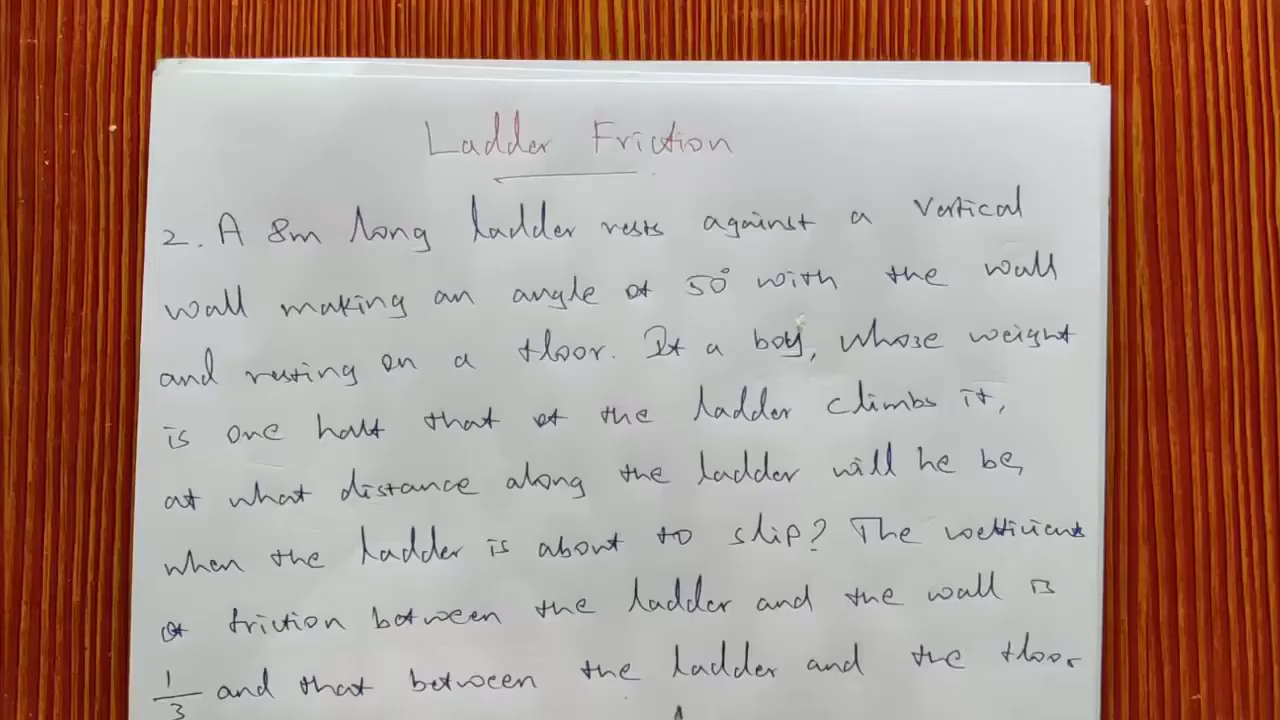 Ladder Friction
2. A 8m long ladder rests against a vertical
wall making an angle of 50° with the wall
and resting on a floor. If a boy, whose weight
is one half that of the ladder climbs it,
at what distance along the ladder will he be,
when the ladder is about to slip? The coefficient
of friction between the ladder and the wall is
1/3 and that between the ladder and the floor